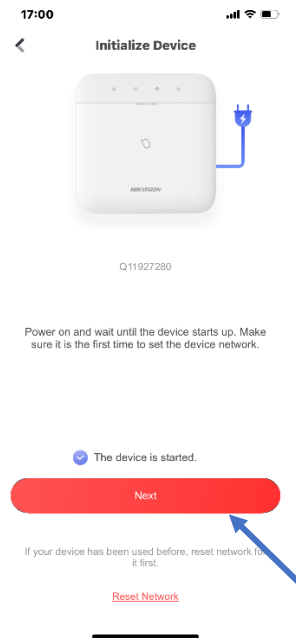 17:00
Initialize Device
HIKVISION
Q11927280
Power on and wait until the device starts up. Make
sure it is the first time to set the device network.
The device is started.
Next
If your device has been used before, reset network for
it first.
Reset Network